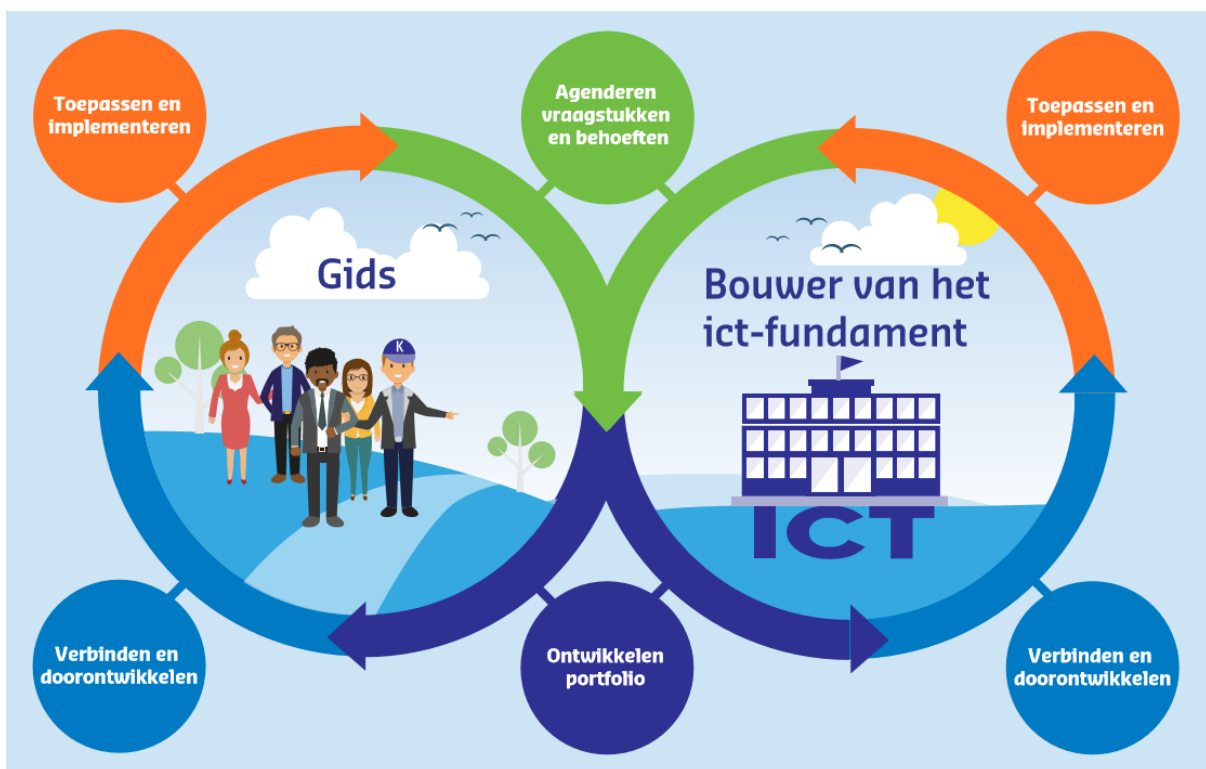 Toepassen en
implementeren
Agenderen
vraagstukken
en behoeften
Toepassen en
implementeren
Gids
Bouwer van het
ict-fundament
K
ICT
Verbinden en
doorontwikkelen
Ontwikkelen
portfolio
Verbinden en
doorontwikkelen